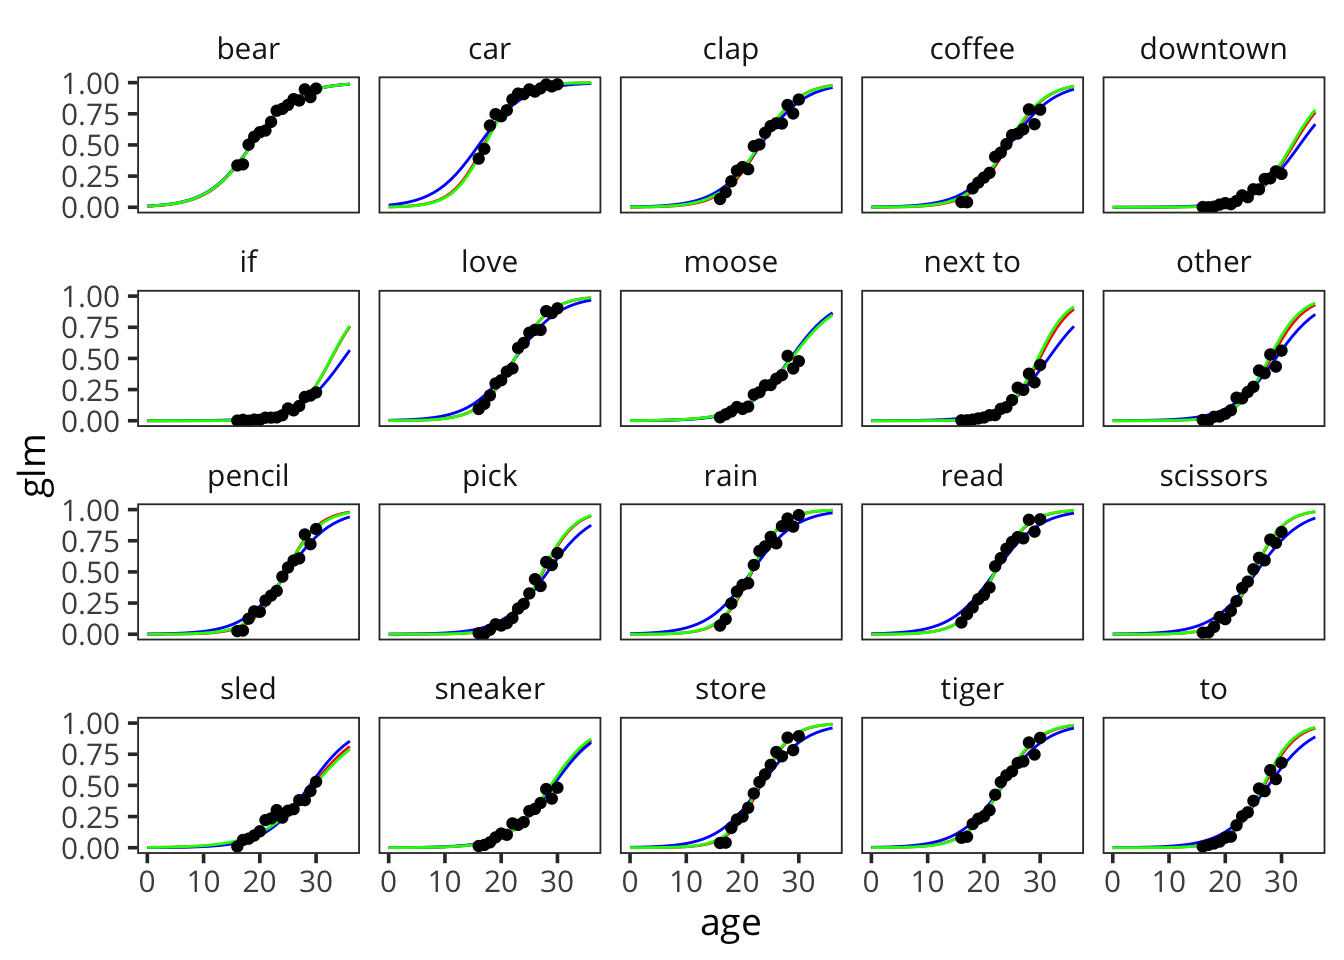 bear car clap coffee downtown
1.00
0.75
0.50
0.25
0.00
if love moose next to other
1.00
0.75
0.50
0.25
0.00
glm
pencil pick rain read scissors
1.00
0.75
0.50
0.25
0.00
sled sneaker store tiger to
1.00
0.75
0.50
0.25
0.00
0 10 20 30 0 10 20 30 0 10 20 30 0 10 20 30 0 10 20 30
age